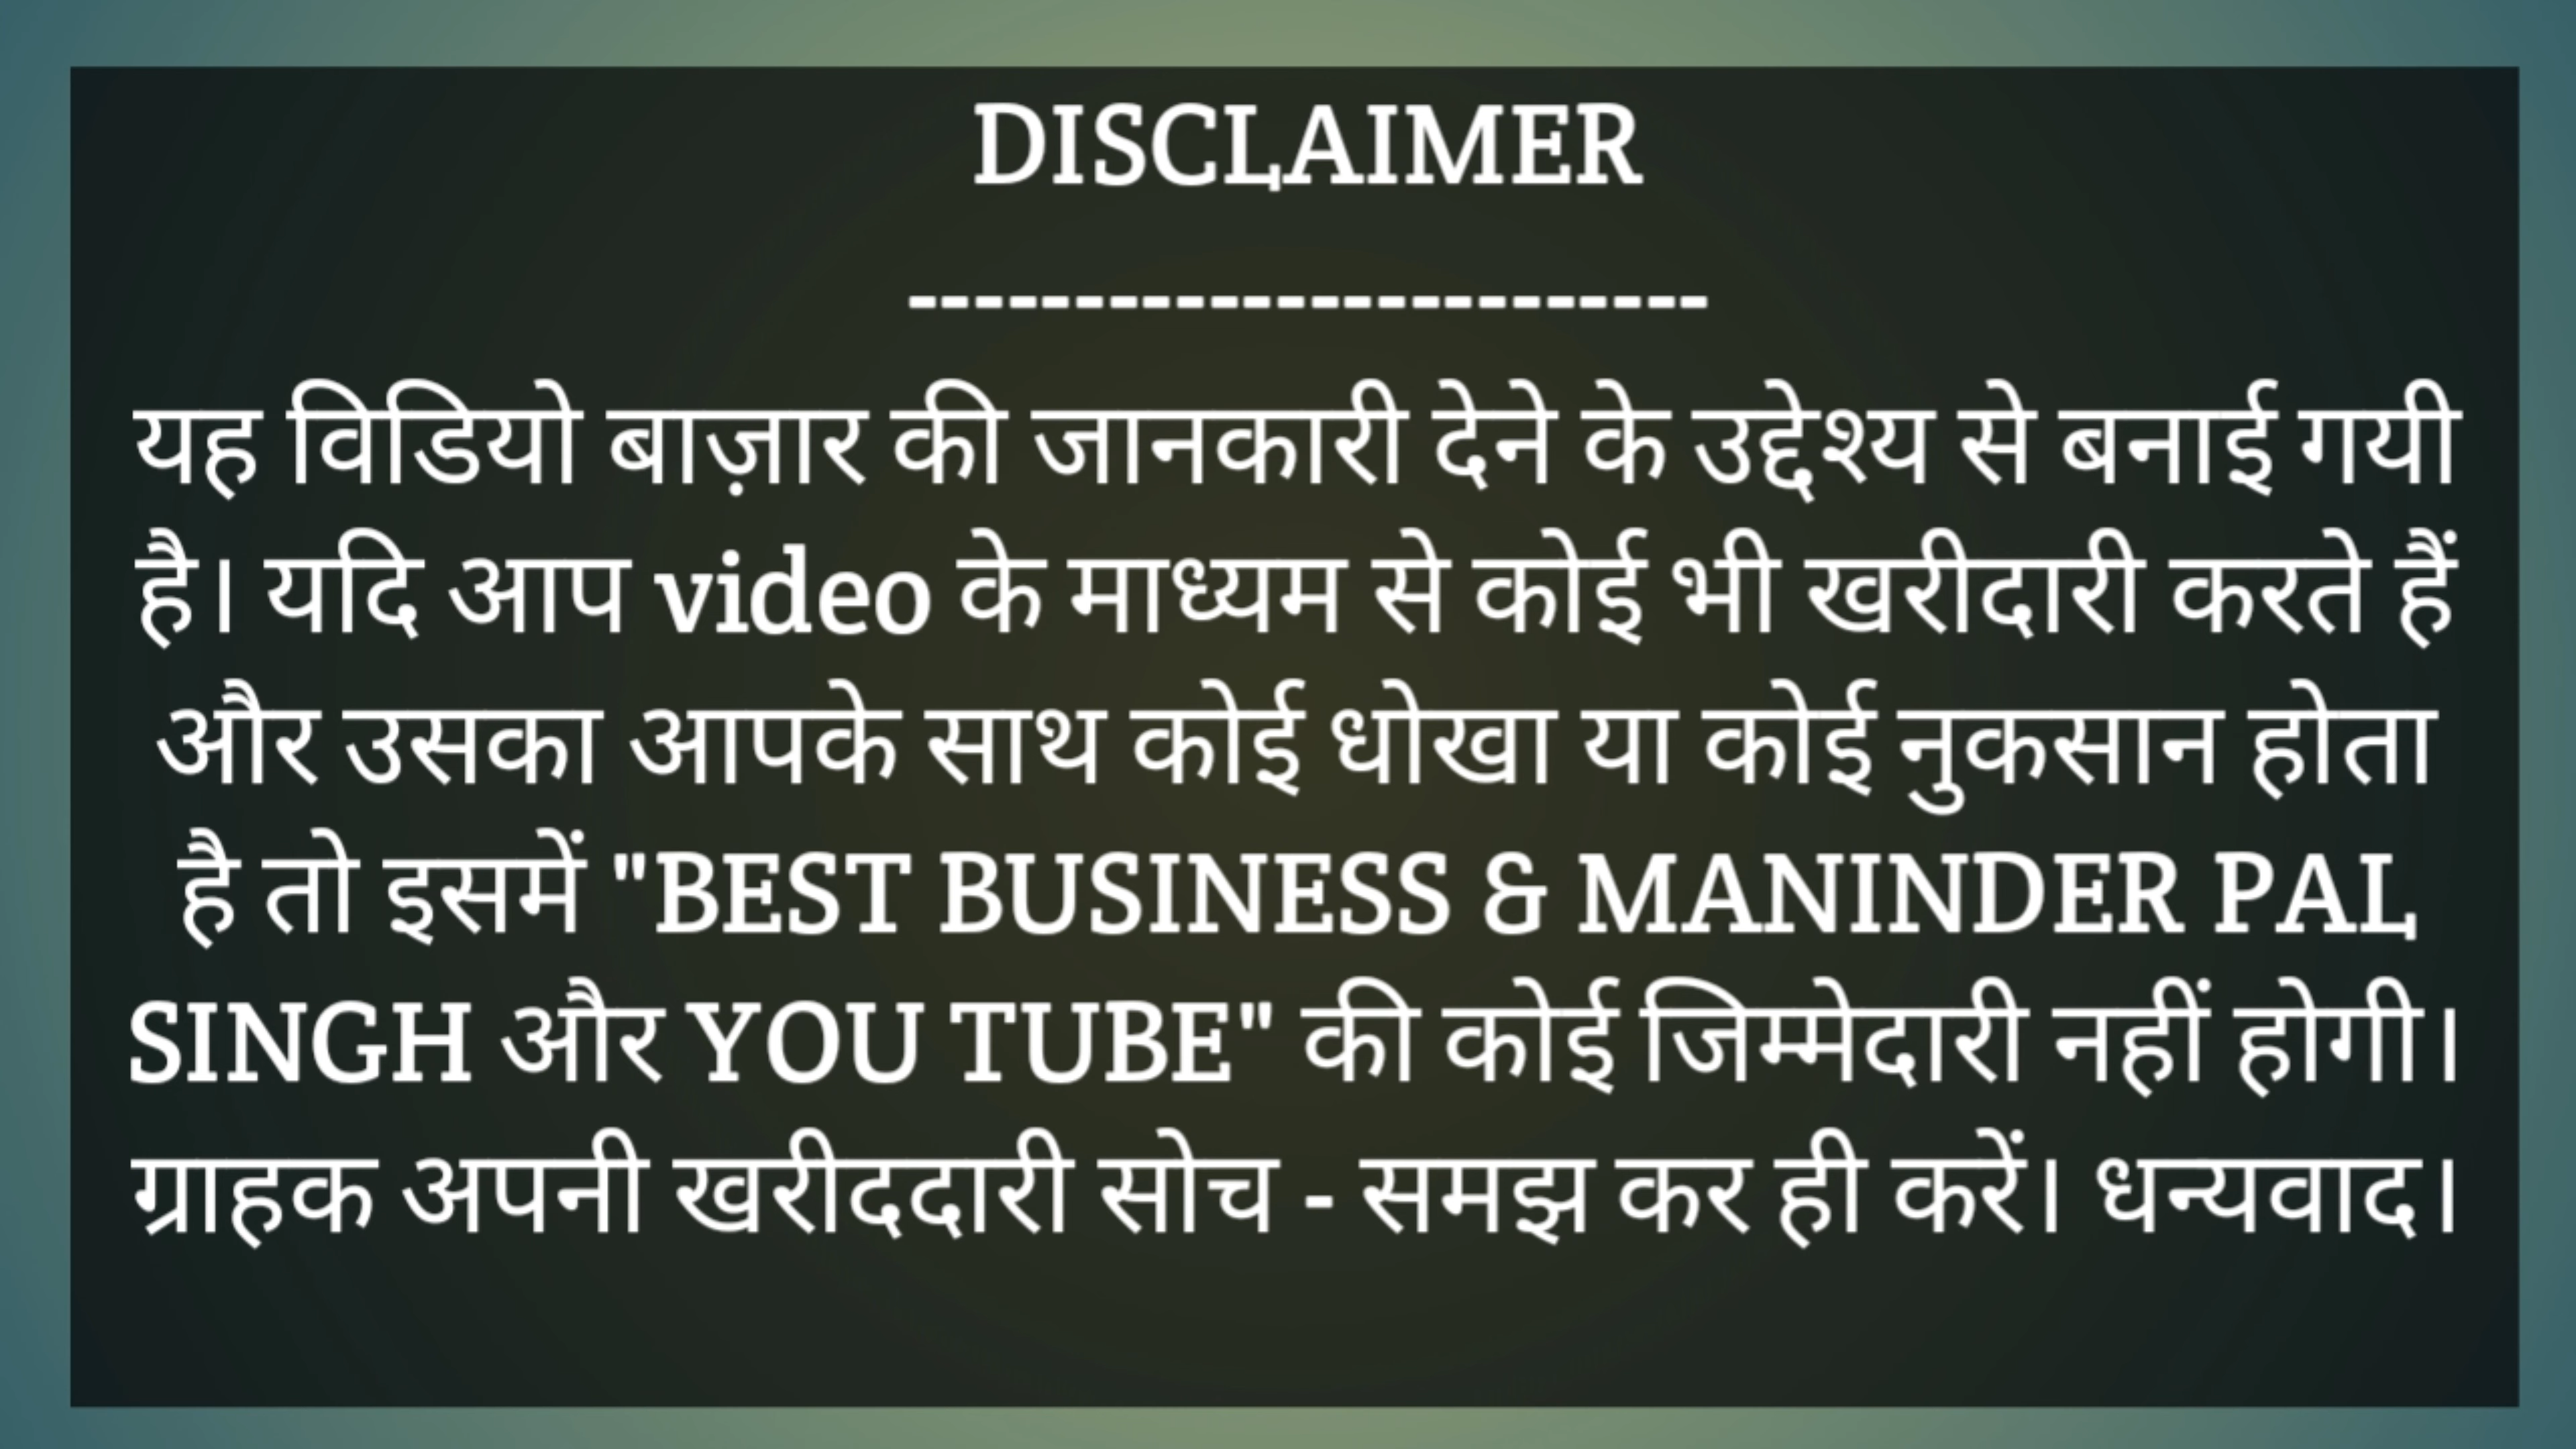 DISCLAIMER
------------------------
यह विडियो बाज़ार की जानकारी देने के उद्देश्य से बनाई गयी
है। यदि आप video के माध्यम से कोई भी खरीदारी करते हैं
और उसका आपके साथ कोई धोखा या कोई नुकसान होता
है तो इसमें "BEST BUSINESS & MANINDER PAL
SINGH और YOU TUBE" की कोई जिम्मेदारी नहीं होगी।
ग्राहक अपनी खरीददारी सोच - समझ कर ही करें। धन्यवाद।